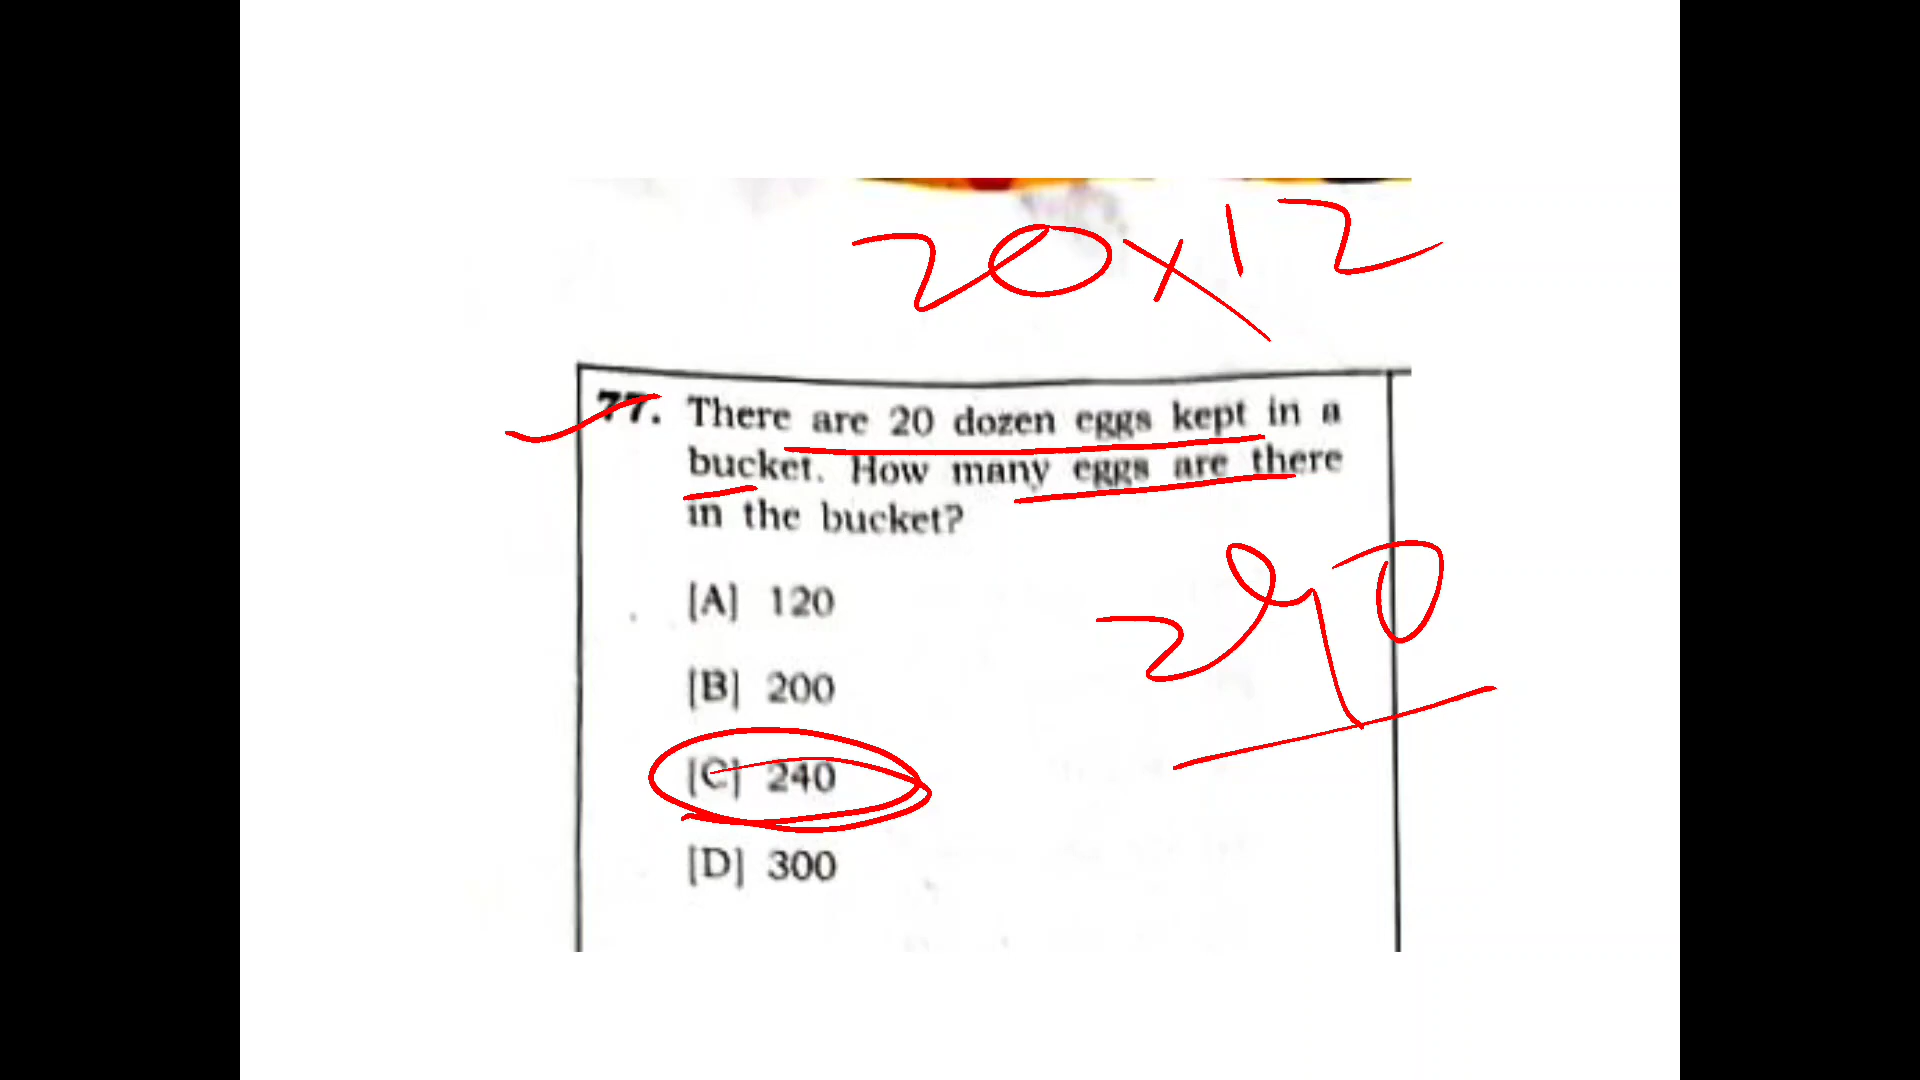 20×12
77. There are 20 dozen eggs kept in a
bucket. How many eggs are there
in the bucket?
240
[A] 120
[B] 200
[C] 240
[D] 300